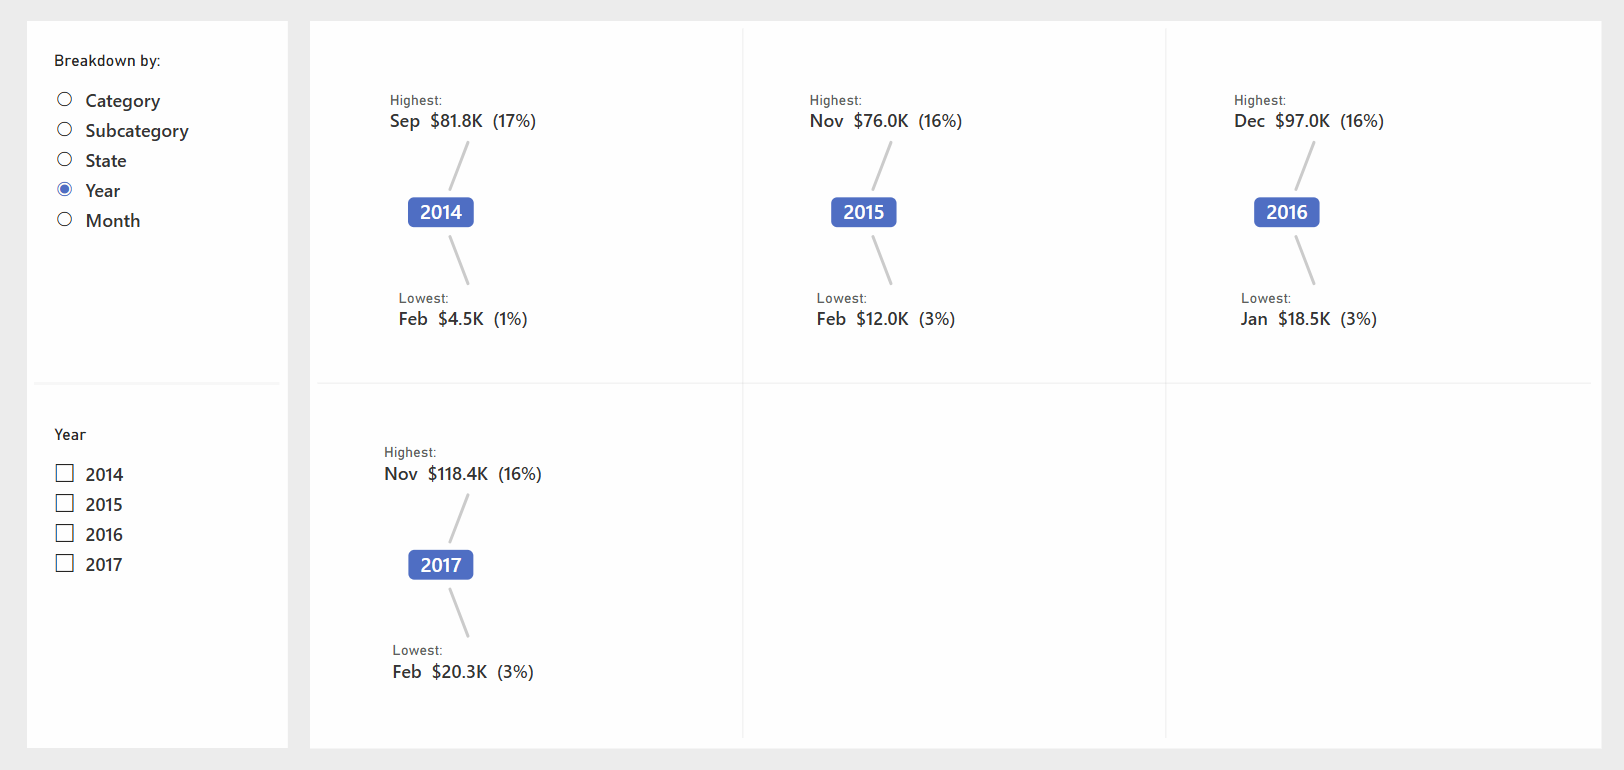 Breakdown by:
Category
Subcategory
State
Year
Month
Year
2014
2015
2016
2017
Highest:
Sep $81.8K (17%)
2014
Lowest:
Feb $4.5K (1%)
Highest:
Nov $76.0K (16%)
2015
Lowest:
Feb $12.0K (3%)
Highest:
Dec $97.0K (16%)
2016
Lowest:
Jan $18.5K (3%)
Highest:
Nov $118.4K (16%)
2017
Lowest:
Feb $20.3K (3%)